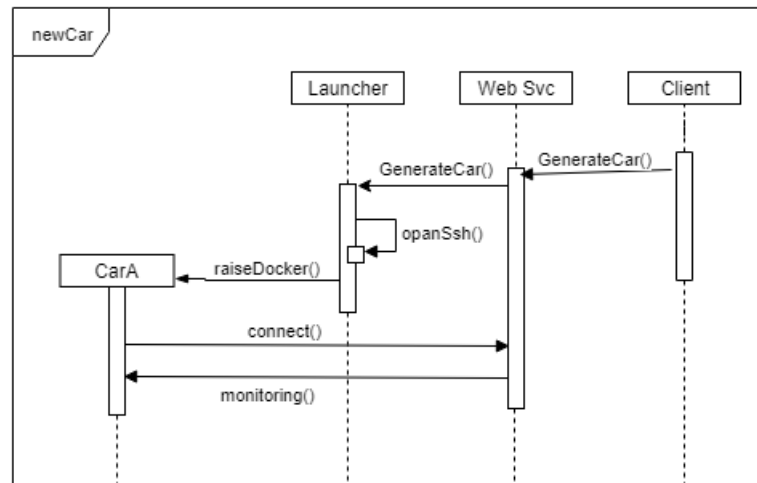 newCar
Launcher
Web Svc
Client
GenerateCar()
GenerateCar()
opanSsh()
CarA
raiseDocker()
connect()
monitoring()